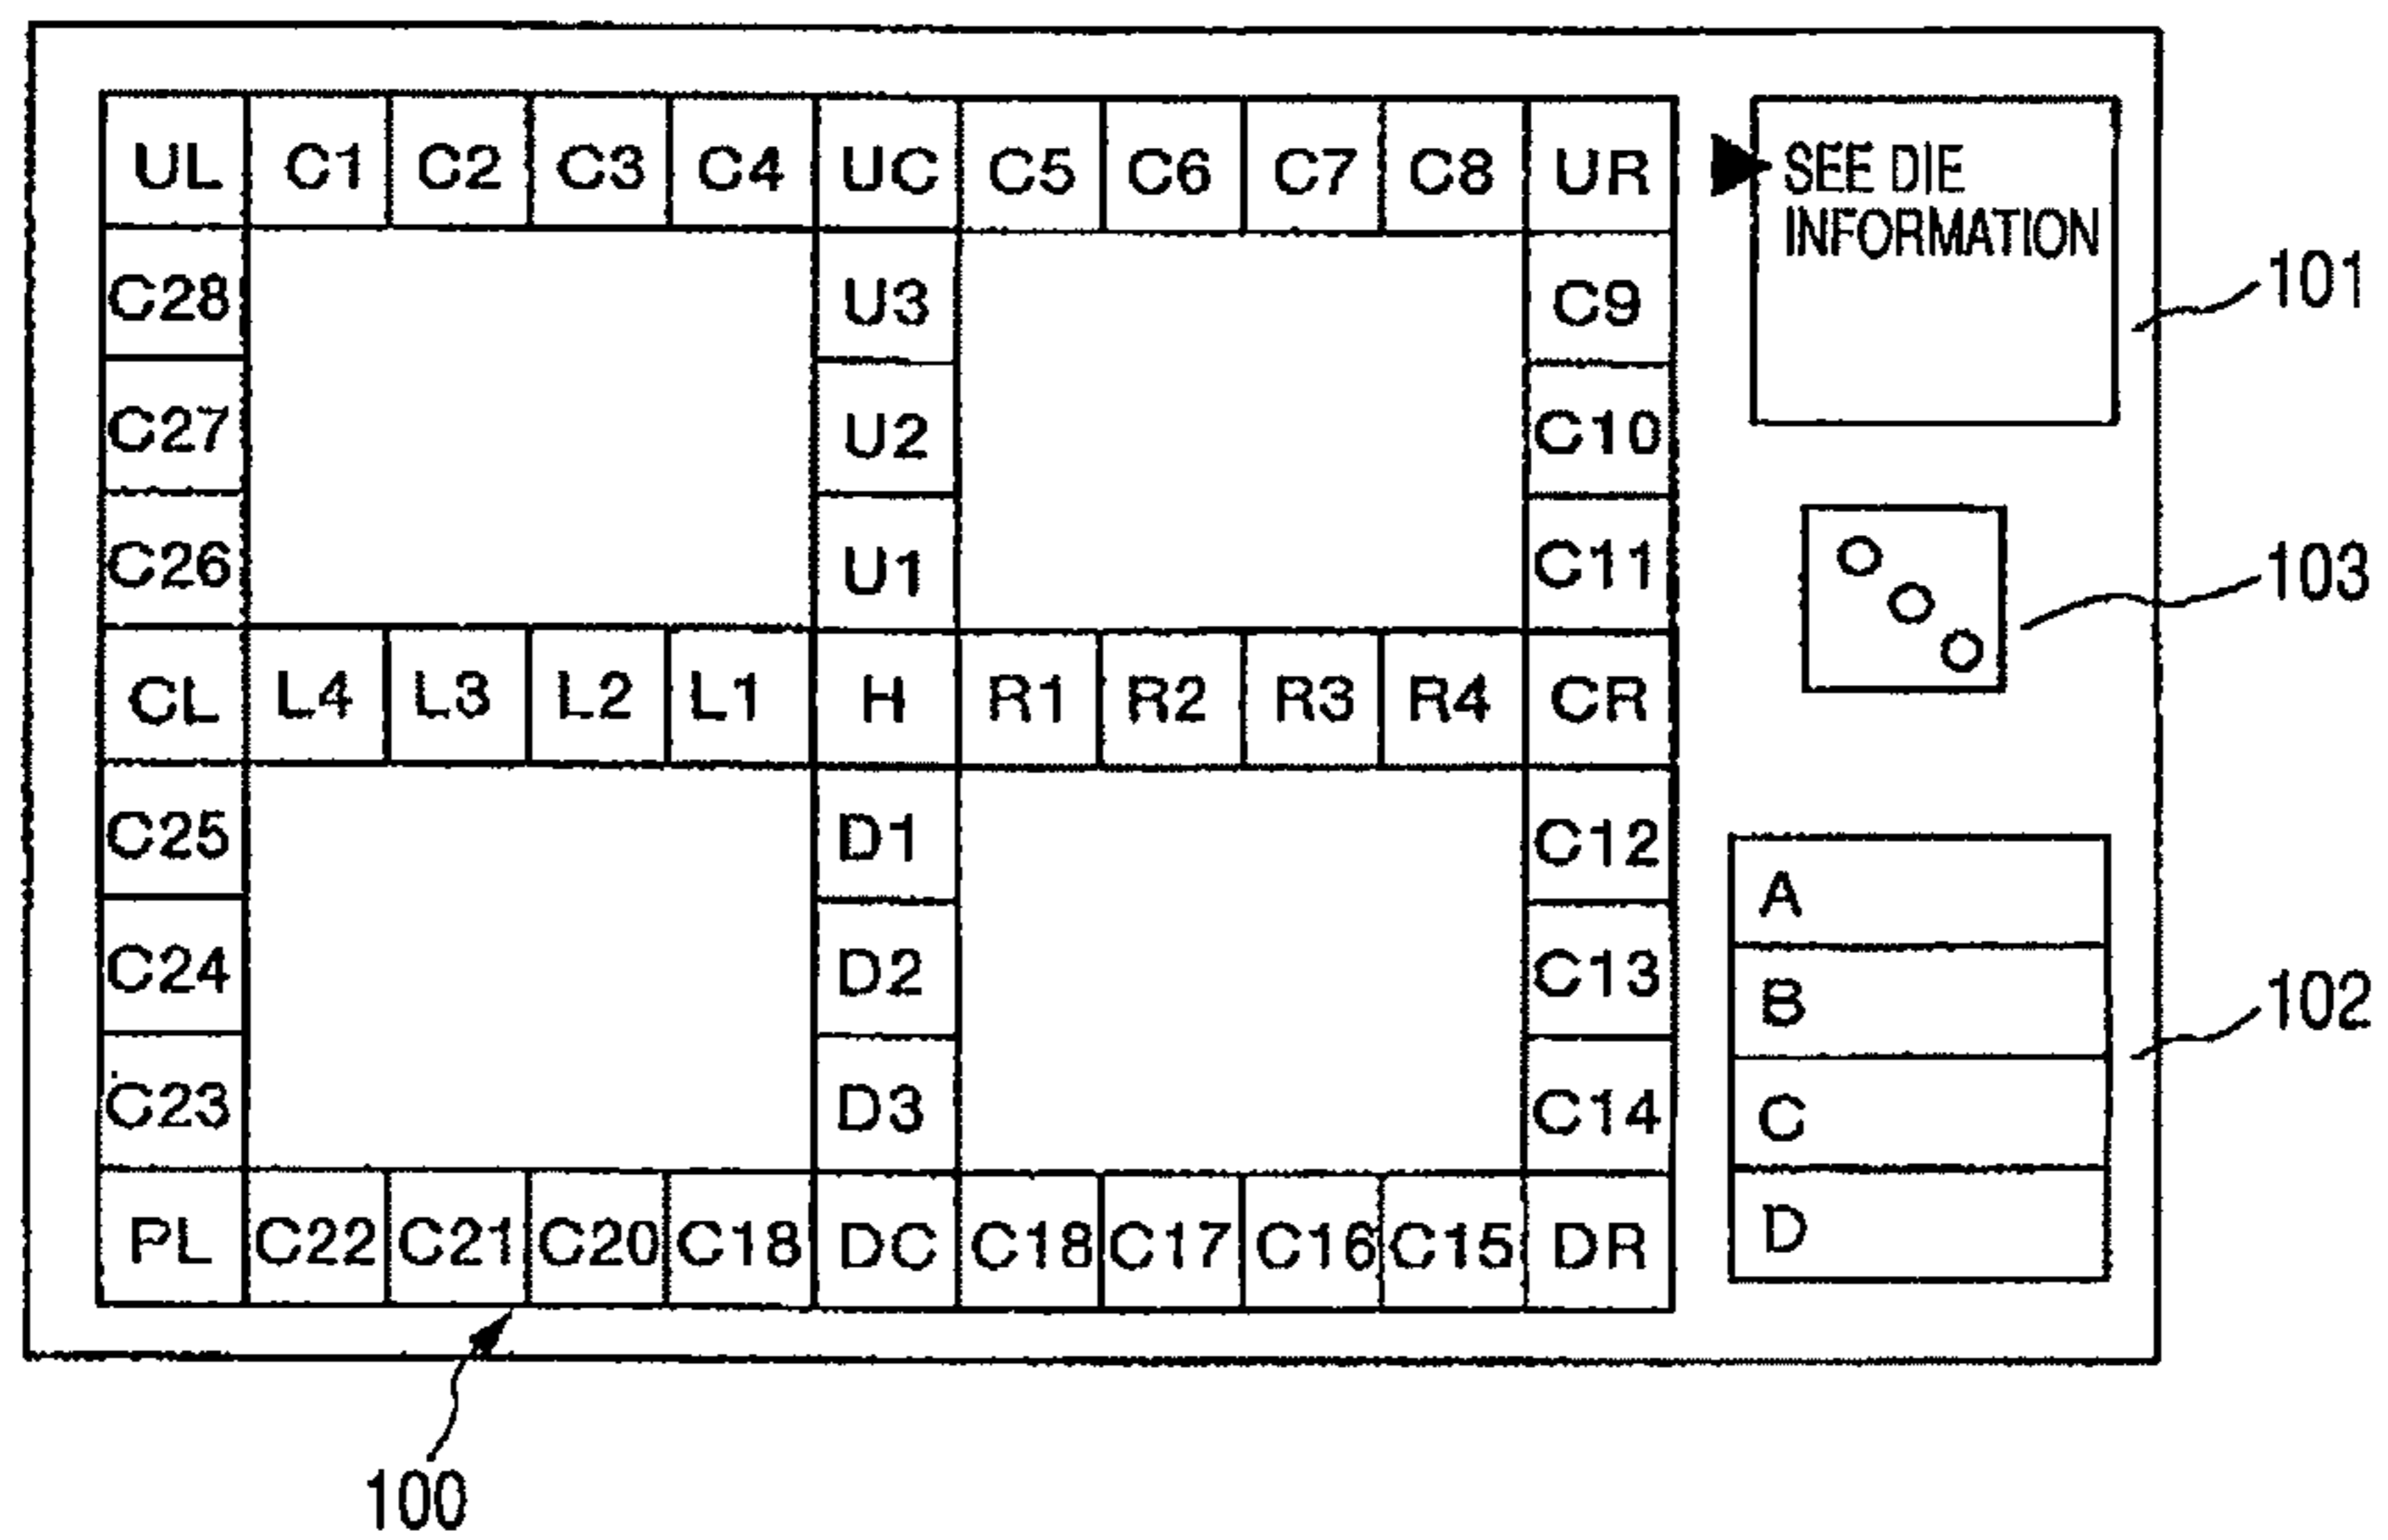 UL C1 C2 C3 C4 UC C5 C6 C7 C8 UR
SEE DIE
INFORMATION
C28 U3 C9
101
C27 U2 C10
C26 U1 C11
103
CL L4 L3 L2 L1 H R1 R2 R3 R4 CR
C25 D1 C12
A
C24 D2 C13
B
102
C23 D3 C14
C
PL C22 C21 C20 C18 DC C18 C17 C16 C15 DR
D
100